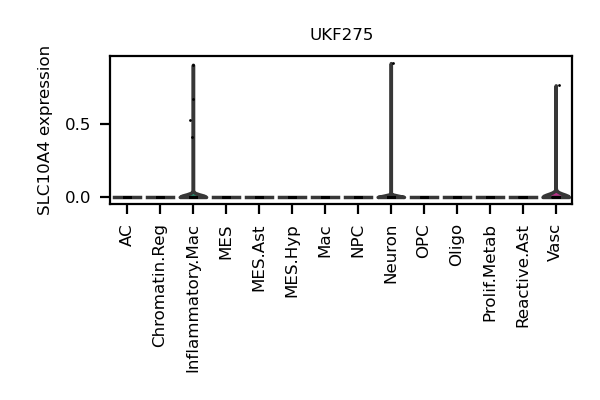 UKF275
SLC10A4 expression
0.5
0.0
AC
Chromatin.Reg
Inflammatory.Mac
MES
MES.Ast
MES.Hyp
Mac
NPC
Neuron
OPC
Oligo
Prolif.Metab
Reactive.Ast
Vasc